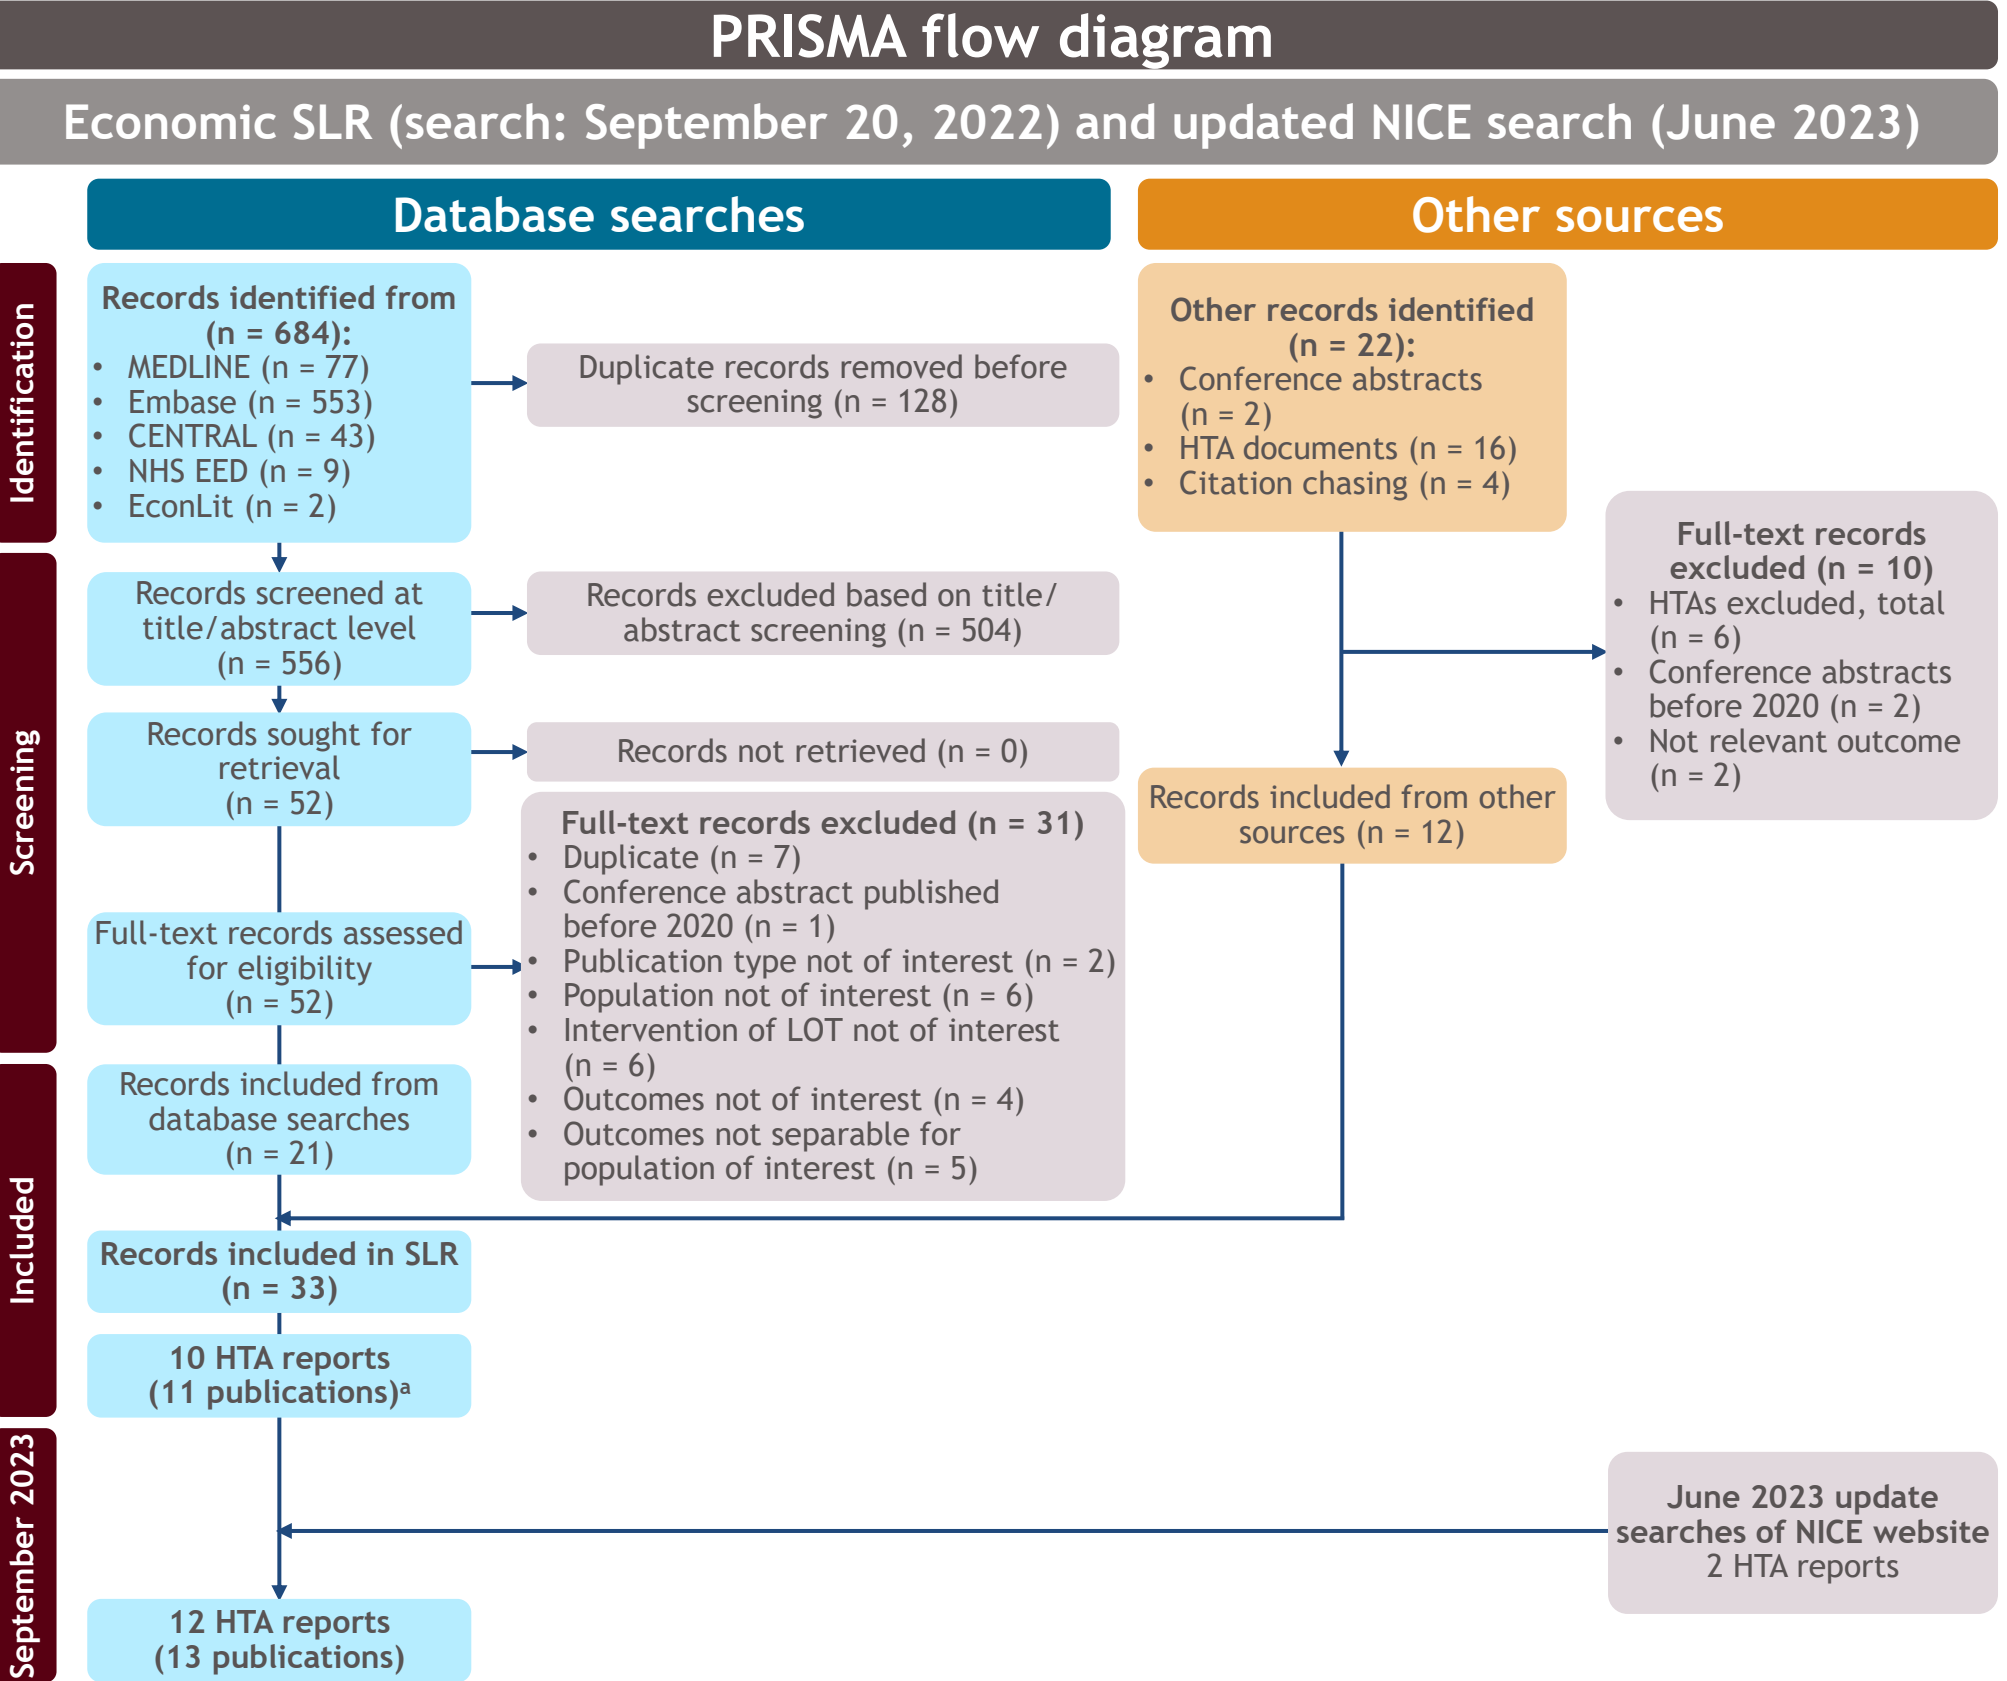 PRISMA flow diagram
Economic SLR (search: September 20, 2022) and updated NICE search (June 2023)
Database searches
Other sources
Identification
Records identified from
(n = 684):
• MEDLINE (n = 77)
• Embase (n = 553)
• CENTRAL (n = 43)
• NHS EED (n = 9)
• EconLit (n = 2)
Duplicate records removed before
screening (n = 128)
Other records identified
(n = 22):
• Conference abstracts
(n = 2)
• HTA documents (n = 16)
• Citation chasing (n = 4)
Full-text records
excluded (n = 10)
• HTAs excluded, total
(n = 6)
• Conference abstracts
before 2020 (n = 2)
• Not relevant outcome
(n = 2)
Screening
Records screened at
title/abstract level
(n = 556)
Records excluded based on title/
abstract screening (n = 504)
Records sought for
retrieval
(n = 52)
Records not retrieved (n = 0)
Records included from other
sources (n = 12)
Full-text records assessed
for eligibility
(n = 52)
Full-text records excluded (n = 31)
• Duplicate (n = 7)
• Conference abstract published
before 2020 (n = 1)
• Publication type not of interest (n = 2)
• Population not of interest (n = 6)
• Intervention of LOT not of interest
(n = 6)
• Outcomes not of interest (n = 4)
• Outcomes not separable for
population of interest (n = 5)
Included
Records included from
database searches
(n = 21)
Records included in SLR
(n = 33)
10 HTA reports
(11 publications)ᵃ
September 2023
June 2023 update
searches of NICE website
2 HTA reports
12 HTA reports
(13 publications)